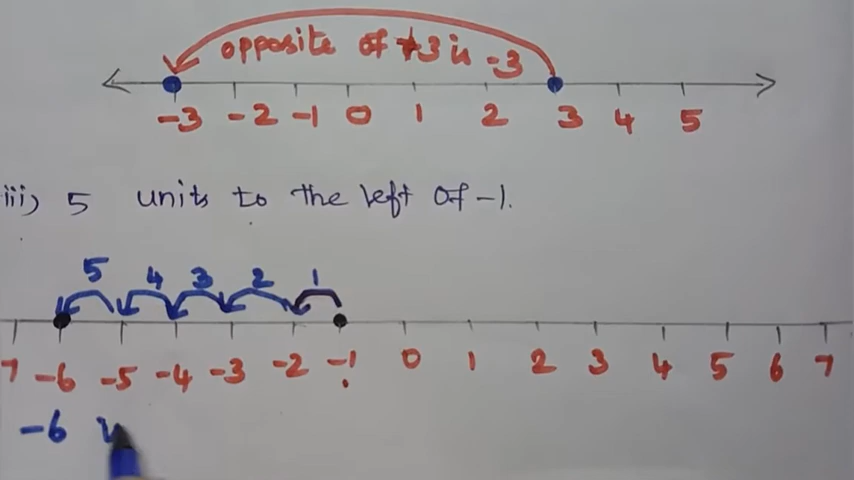 opposite of +3 is -3
-3 -2 -1 0 1 2 3 4 5
iii) 5 units to the left of -1.
5 4 3 2 1
7 -6 -5 -4 -3 -2 -1 0 1 2 3 4 5 6 7
-6